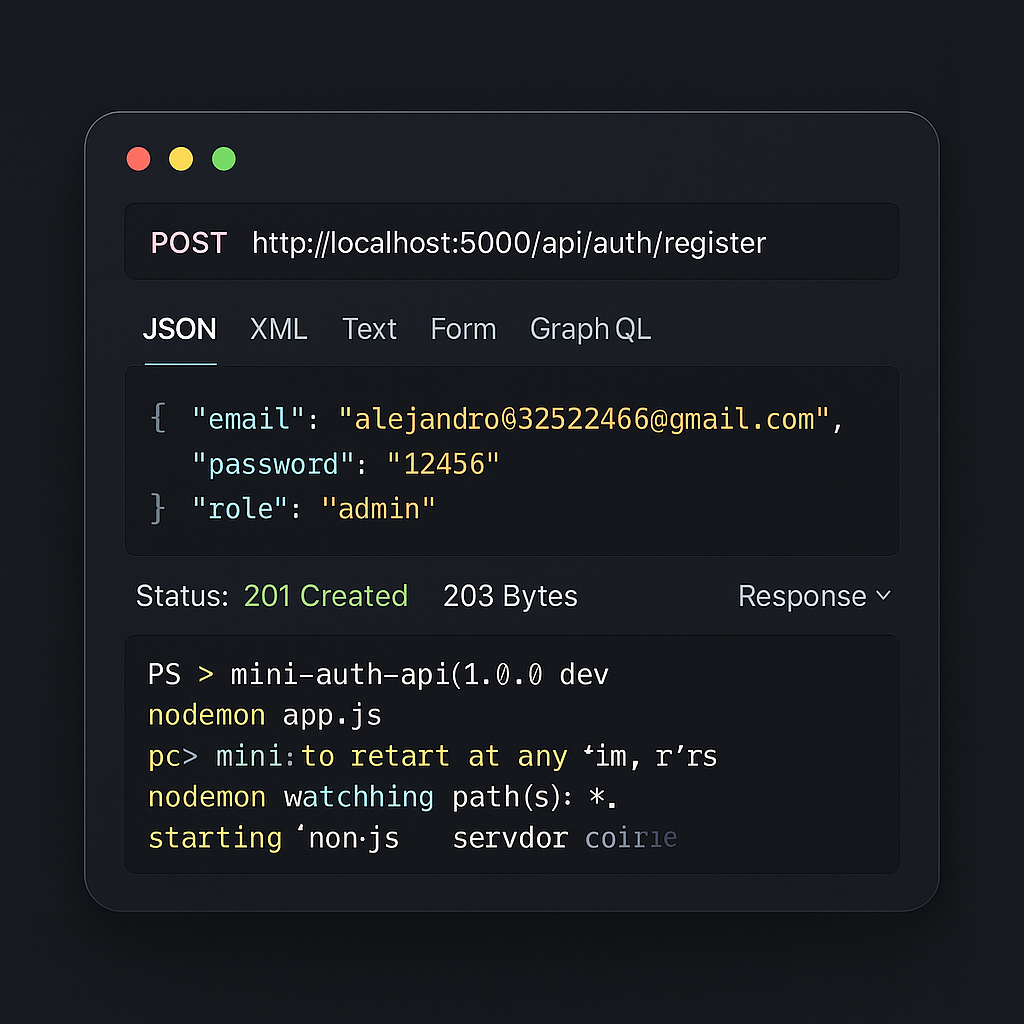 POST http://localhost:5000/api/auth/register
JSON XML Text Form Graph QL
{ "email": "alejandro@32522466@gmail.com",
"password": "12456"
} "role": "admin"
Status: 201 Created 203 Bytes Response
PS > mini-auth-api(1.0.0 dev
nodemon app.js
pc> mini:to retart at any ‘im, r’rs
nodemon watchhing path(s): *.
starting ‘non·js servdor